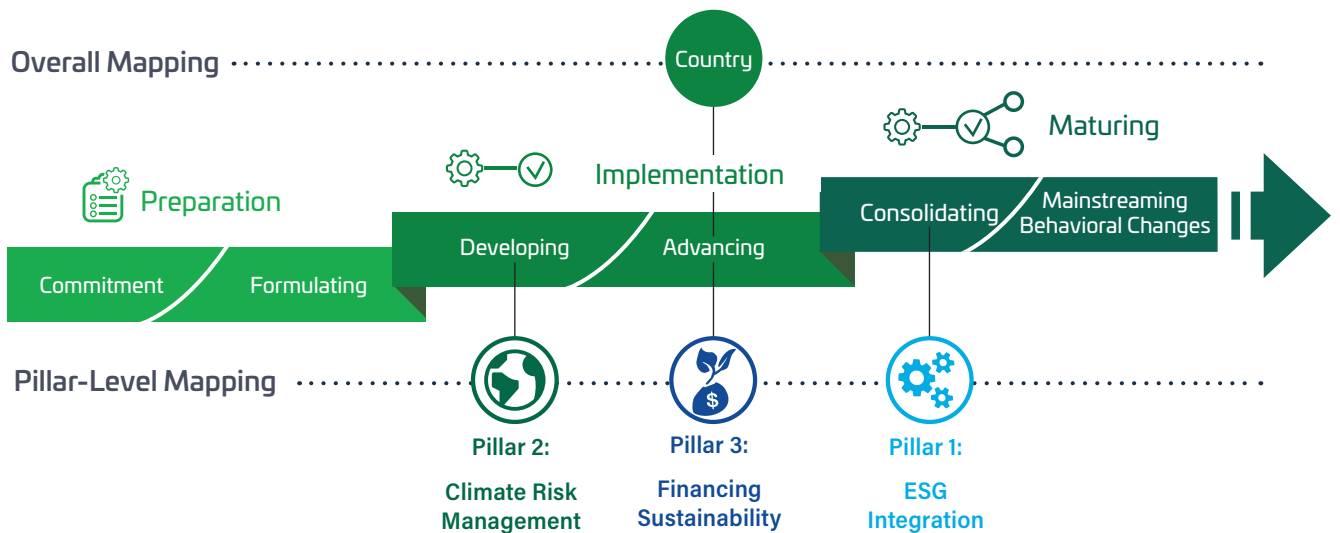 Overall Mapping
Country
Maturing
Implementation
Preparation
Consolidating
Mainstreaming
Behavioral Changes
Developing
Advancing
Commitment
Formulating
Pillar-Level Mapping
$
Pillar 2:
Climate Risk
Management
Pillar 3:
Financing
Sustainability
Pillar 1:
ESG
Integration